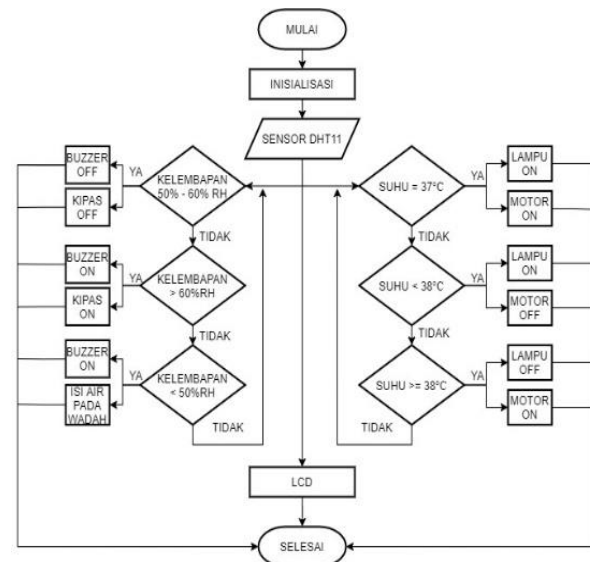 MULAI
INISIALISASI
SENSOR DHT11
BUZZER
OFF
YA
KIPAS
OFF
KELEMBAPAN
50% - 60% RH
TIDAK
BUZZER
ON
YA
KIPAS
ON
KELEMBAPAN
> 60%RH
TIDAK
BUZZER
ON
YA
ISI AIR
PADA
WADAH
KELEMBAPAN
< 50%RH
TIDAK
SUHU = 37°C
YA
LAMPU
ON
MOTOR
ON
TIDAK
SUHU < 38°C
YA
LAMPU
ON
MOTOR
OFF
TIDAK
SUHU >= 38°C
YA
LAMPU
OFF
MOTOR
ON
TIDAK
LCD
SELESAI